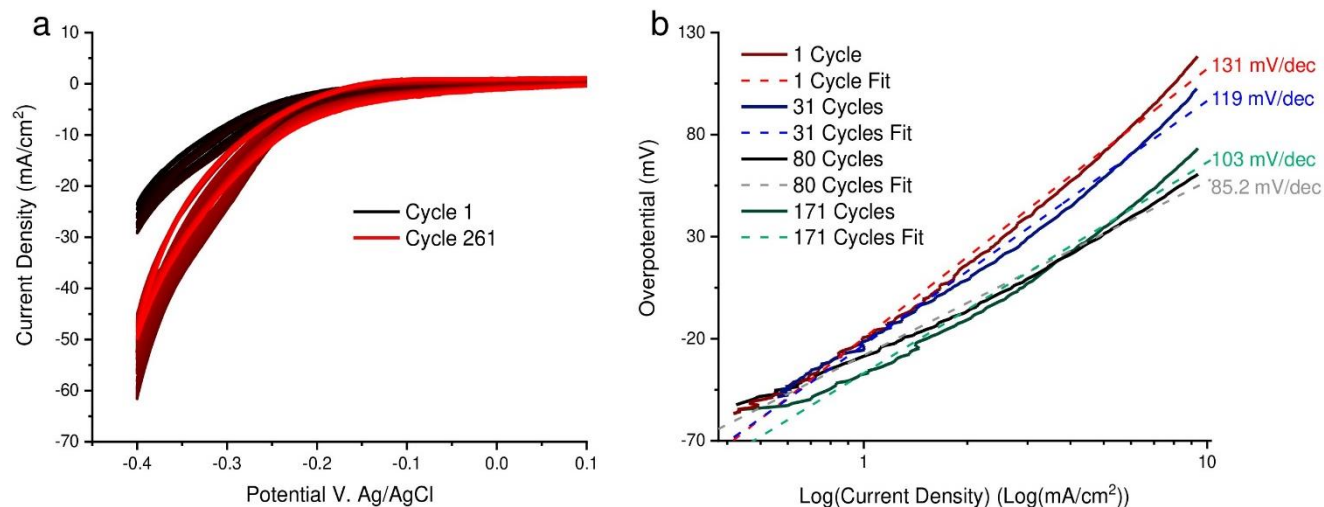 a
10
0
-10
-20
-30
-40
-50
-60
-70
Current Density (mA/cm²)
-0.4
-0.3
-0.2
-0.1
0.0
0.1
Potential V. Ag/AgCl
Cycle 1
Cycle 261
b
130
80
30
-20
-70
Overpotential (mV)
1 Cycle
1 Cycle Fit
31 Cycles
31 Cycles Fit
80 Cycles
80 Cycles Fit
171 Cycles
171 Cycles Fit
131 mV/dec
119 mV/dec
103 mV/dec
85.2 mV/dec
1
10
Log(Current Density) (Log(mA/cm²))